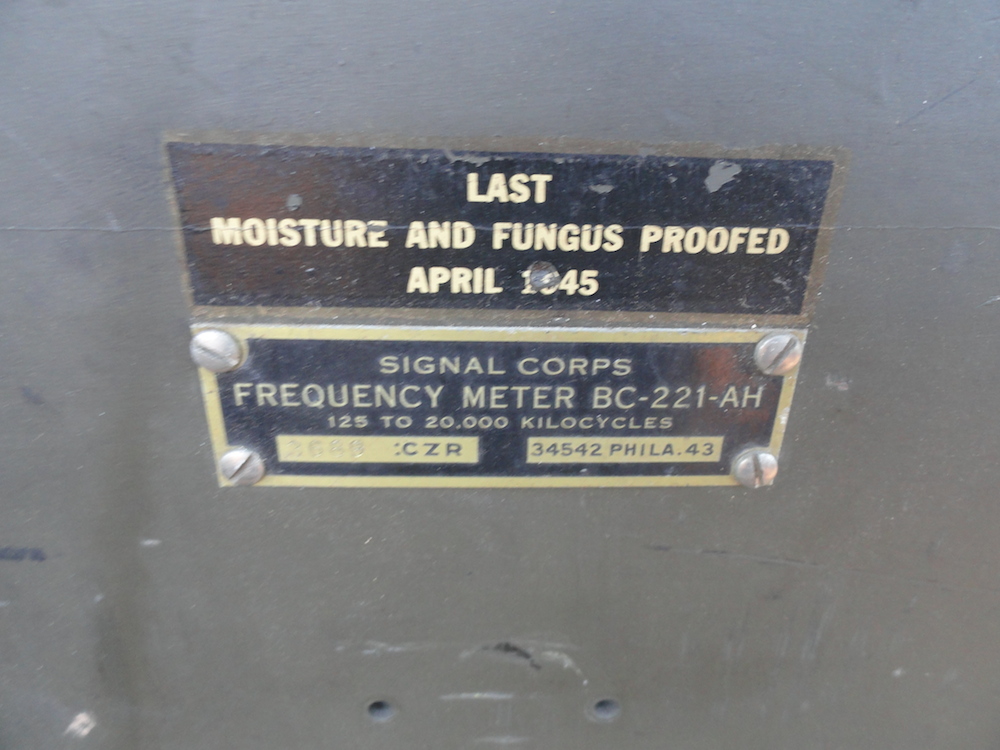 LAST
MOISTURE AND FUNGUS PROOFED
APRIL 1945
SIGNAL CORPS
FREQUENCY METER BC-221-AH
125 TO 20.000 KILOCYCLES
:CZR 34542 PHILA.43